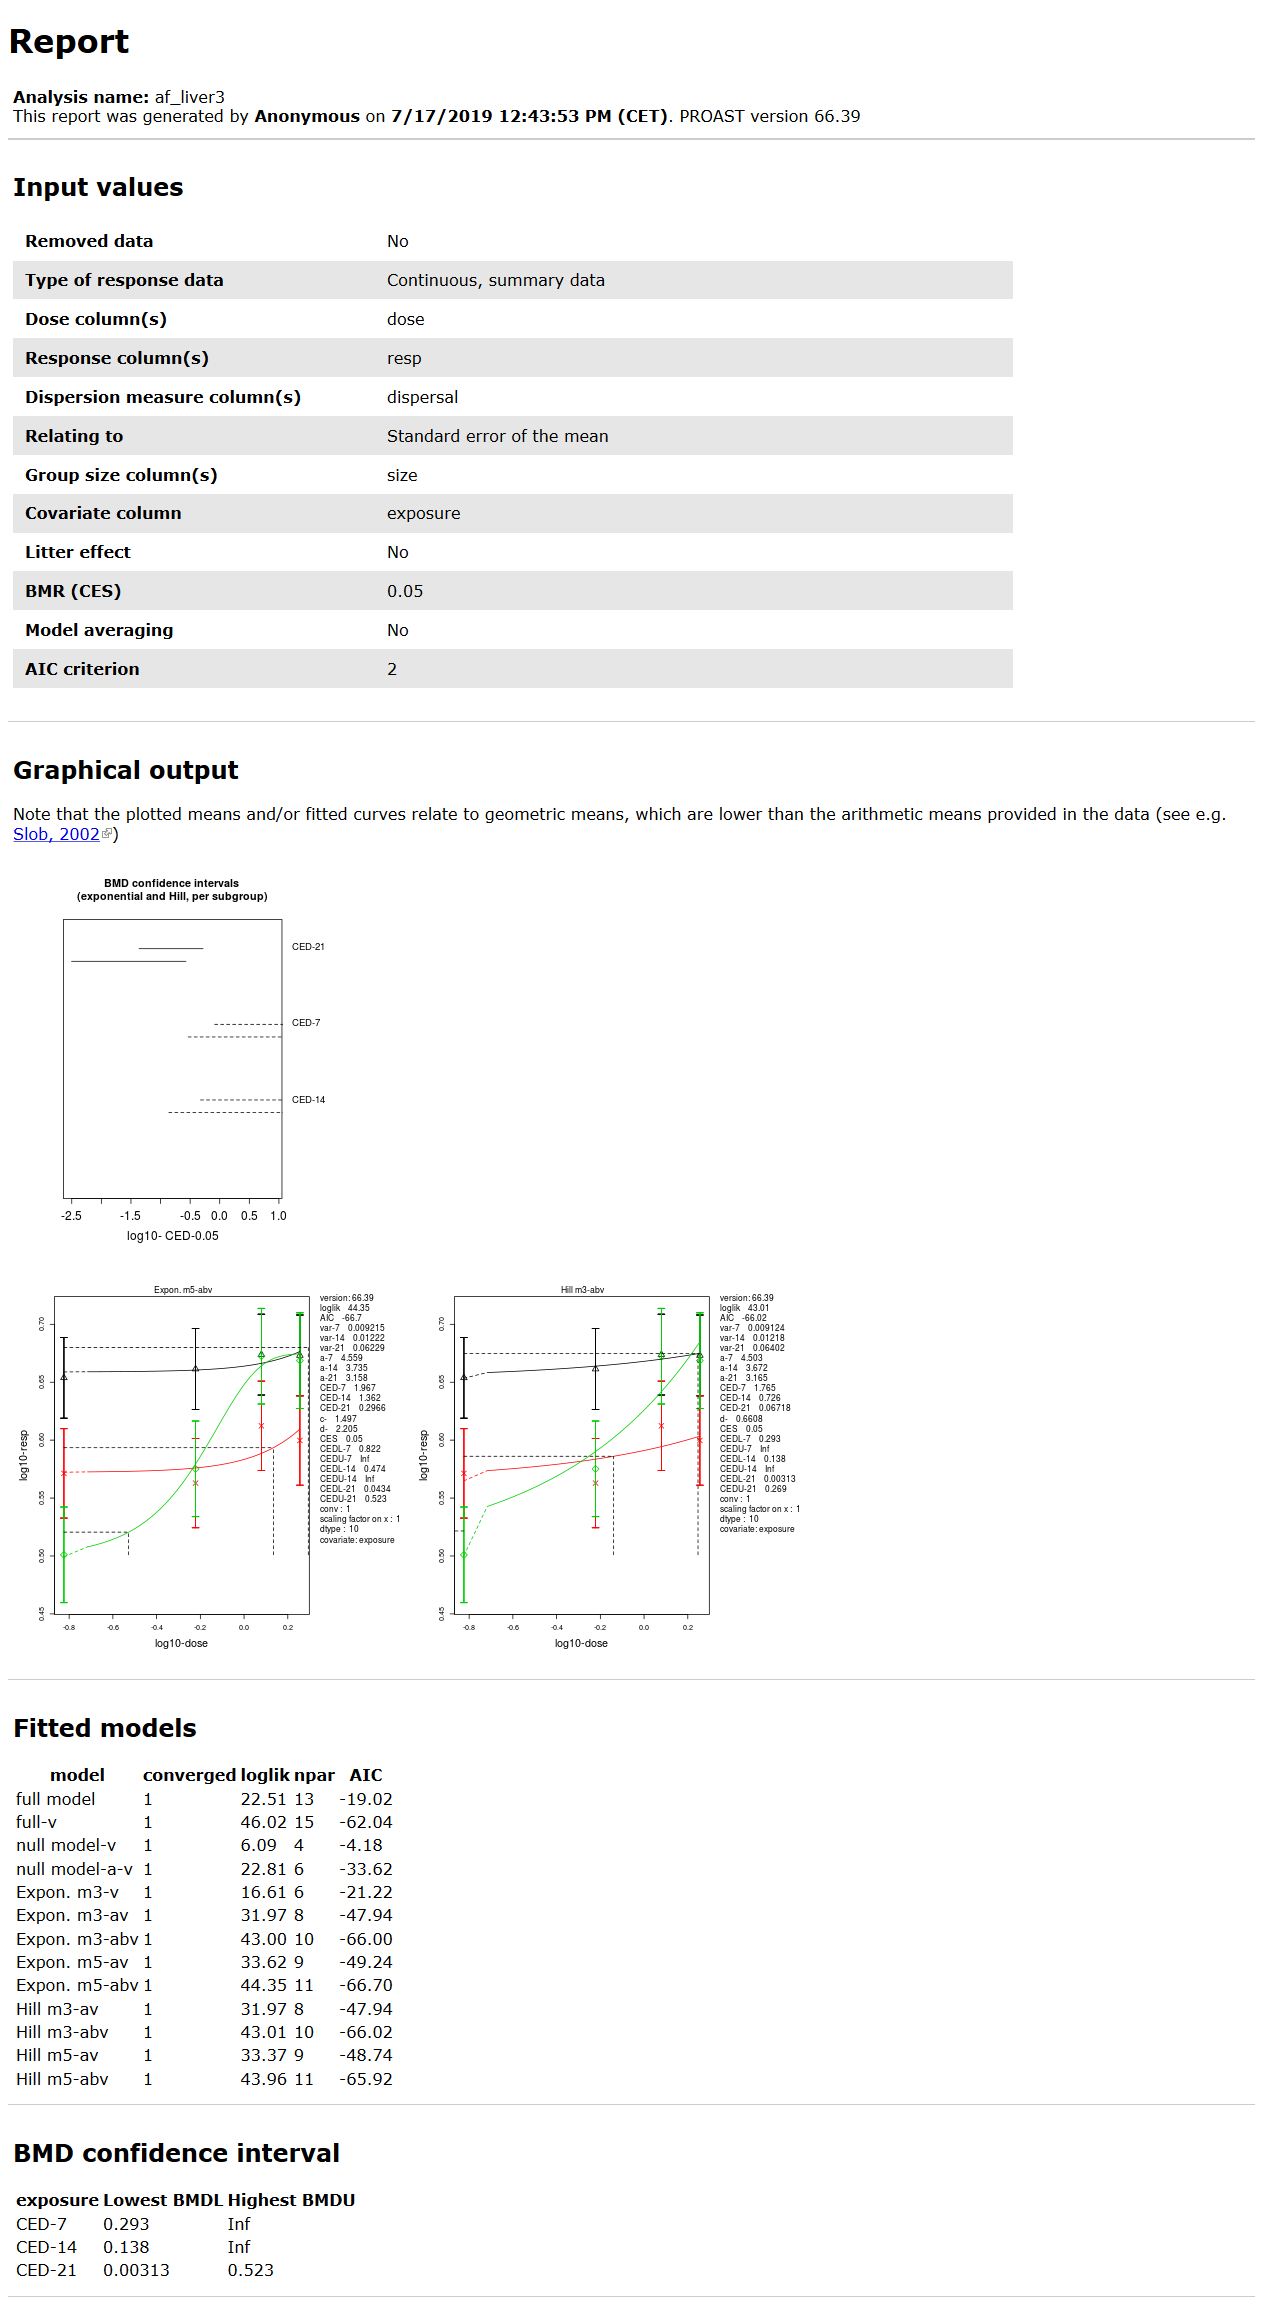 Report
Analysis name: af_liver3
This report was generated by Anonymous on 7/17/2019 12:43:53 PM (CET). PROAST version 66.39
Input values
Removed data No
Type of response data Continuous, summary data
Dose column(s) dose
Response column(s) resp
Dispersion measure column(s) dispersal
Relating to Standard error of the mean
Group size column(s) size
Covariate column exposure
Litter effect No
BMR (CES) 0.05
Model averaging No
AIC criterion 2
Graphical output
Note that the plotted means and/or fitted curves relate to geometric means, which are lower than the arithmetic means provided in the data (see e.g.
Slob, 2002)
BMD confidence intervals
(exponential and Hill, per subgroup)
CED-21
CED-7
CED-14
-2.5 -1.5 -0.5 0.0 0.5 1.0
log10- CED-0.05
Expon. m5-abv
log10-resp
0.70
0.65
0.60
0.55
0.50
0.45
-0.8 -0.6 -0.4 -0.2 0.0 0.2
log10-dose
version: 66.39
loglik 44.35
AIC -66.7
var-7 0.009215
var-14 0.01222
var-21 0.06229
a-7 4.559
a-14 3.735
a-21 3.158
CED-7 1.967
CED-14 1.362
CED-21 0.2966
c- 1.497
d- 2.205
CES 0.05
CEDL-7 0.822
CEDU-7 Inf
CEDL-14 0.474
CEDU-14 Inf
CEDL-21 0.0434
CEDU-21 0.523
conv : 1
scaling factor on x : 1
dtype : 10
covariate: exposure
Hill m3-abv
log10-resp
0.70
0.65
0.60
0.55
0.50
0.45
-0.8 -0.6 -0.4 -0.2 0.0 0.2
log10-dose
version: 66.39
loglik 43.01
AIC -66.02
var-7 0.009124
var-14 0.01218
var-21 0.06402
a-7 4.503
a-14 3.672
a-21 3.165
CED-7 1.765
CED-14 0.726
CED-21 0.06718
d- 0.6608
CES 0.05
CEDL-7 0.293
CEDU-7 Inf
CEDL-14 0.138
CEDU-14 Inf
CEDL-21 0.00313
CEDU-21 0.269
conv : 1
scaling factor on x : 1
dtype : 10
covariate: exposure
Fitted models
model converged loglik npar AIC
full model 1 22.51 13 -19.02
full-v 1 46.02 15 -62.04
null model-v 1 6.09 4 -4.18
null model-a-v 1 22.81 6 -33.62
Expon. m3-v 1 16.61 6 -21.22
Expon. m3-av 1 31.97 8 -47.94
Expon. m3-abv 1 43.00 10 -66.00
Expon. m5-av 1 33.62 9 -49.24
Expon. m5-abv 1 44.35 11 -66.70
Hill m3-av 1 31.97 8 -47.94
Hill m3-abv 1 43.01 10 -66.02
Hill m5-av 1 33.37 9 -48.74
Hill m5-abv 1 43.96 11 -65.92
BMD confidence interval
exposure Lowest BMDL Highest BMDU
CED-7 0.293 Inf
CED-14 0.138 Inf
CED-21 0.00313 0.523